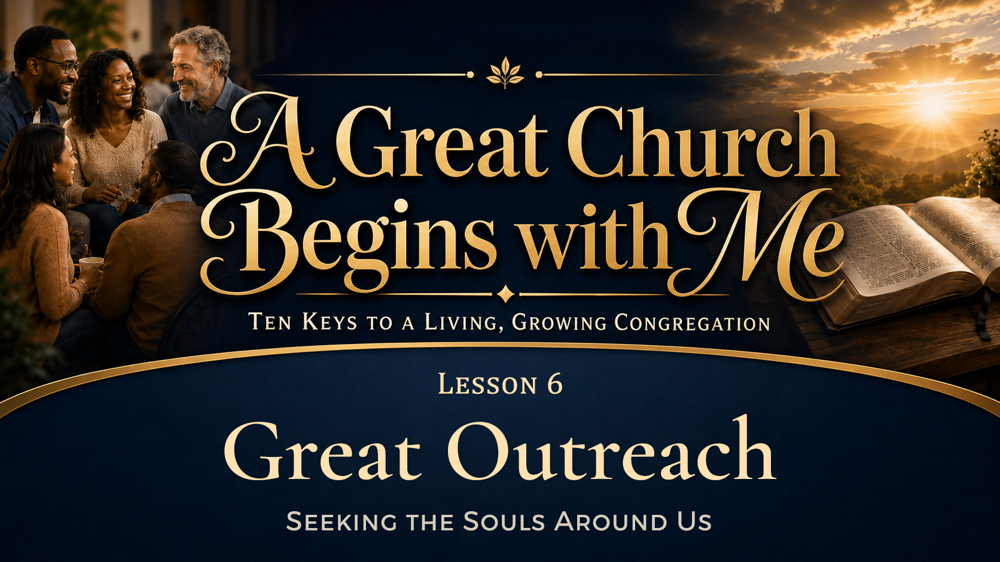 A Great Church
Begins with Me
Ten Keys to a Living, Growing Congregation
Lesson 6
Great Outreach
Seeking the Souls Around Us